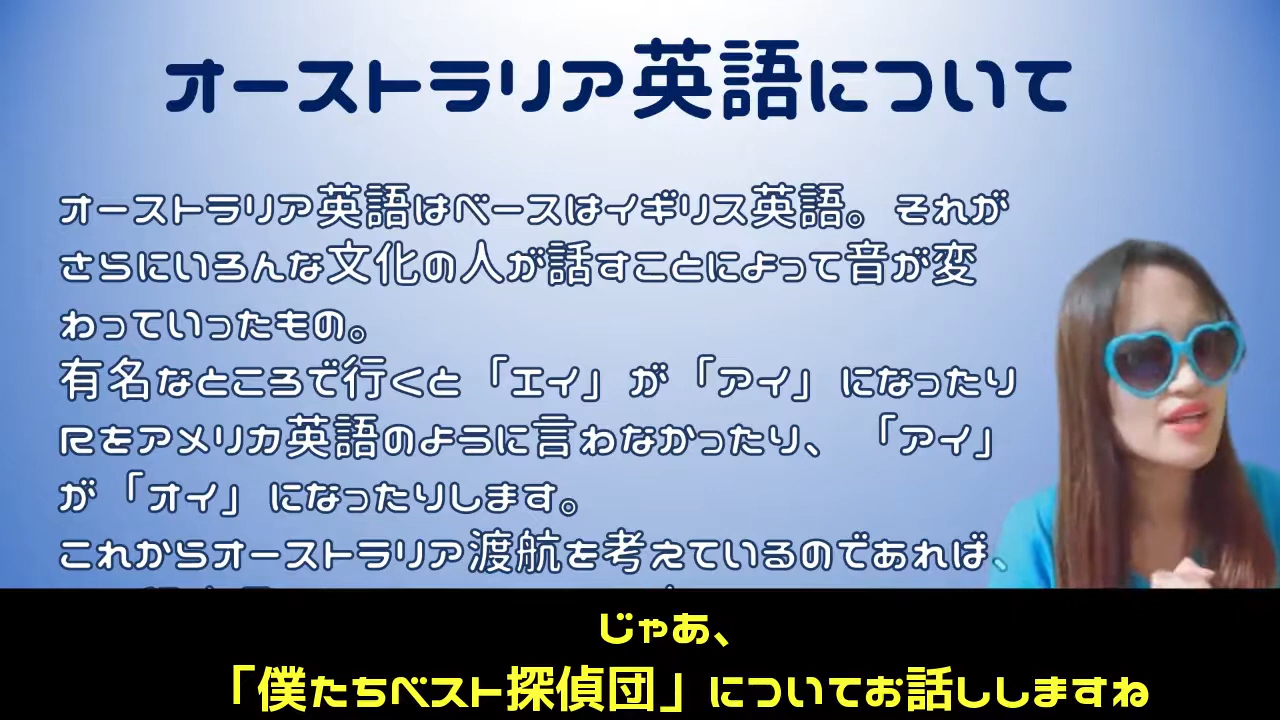 オーストラリア英語について
オーストラリア英語はベースはイギリス英語。それが
さらにいろんな文化の人が話すことによって音が変
わっていったもの。
有名なところで行くと「エイ」が「アイ」になったり
Rをアメリカ英語のように言わなかったり、「アイ」
が「オイ」になったりします。
これからオーストラリア渡航を考えているのであれば、
じゃあ、
「僕たちベスト探偵団」についてお話ししますね